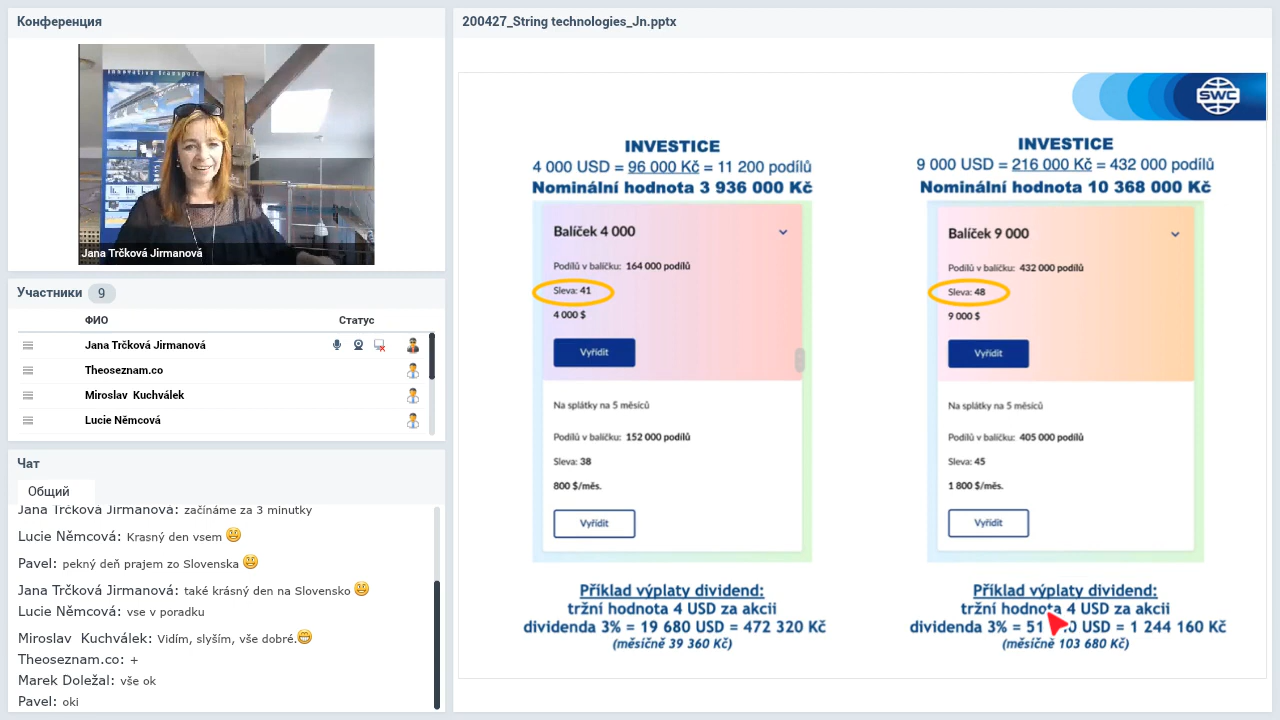 Конференция
Innovative Transport
Jana Trčková Jirmanová
Участники 9
ФИО Статус
Jana Trčková Jirmanová
Theoseznam.co
Miroslav Kuchválek
Lucie Němcová
Чат
Общий
Jana Trčková Jirmanová: začínáme za 3 minutky
Lucie Němcová: Krasný den vsem
Pavel: pekný deň prajem zo Slovenska
Jana Trčková Jirmanová: také krásný den na Slovensko
Lucie Němcová: vse v poradku
Miroslav Kuchválek: Vidím, slyším, vše dobré.
Theoseznam.co: +
Marek Doležal: vše ok
Pavel: oki
200427_String technologies_Jn.pptx
SWC
INVESTICE
4 000 USD = 96 000 Kč = 11 200 podílů
Nominální hodnota 3 936 000 Kč
Balíček 4 000
Podílů v balíčku: 164 000 podílů
Sleva: 41
4 000 $
Vyřídit
Na splátky na 5 měsíců
Podílů v balíčku: 152 000 podílů
Sleva: 38
800 $/měs.
Vyřídit
Příklad výplaty dividend:
tržní hodnota 4 USD za akcii
dividenda 3% = 19 680 USD = 472 320 Kč
(měsíčně 39 360 Kč)
INVESTICE
9 000 USD = 216 000 Kč = 432 000 podílů
Nominální hodnota 10 368 000 Kč
Balíček 9 000
Podílů v balíčku: 432 000 podílů
Sleva: 48
9 000 $
Vyřídit
Na splátky na 5 měsíců
Podílů v balíčku: 405 000 podílů
Sleva: 45
1 800 $/měs.
Vyřídit
Příklad výplaty dividend:
tržní hodnota 4 USD za akcii
dividenda 3% = 51 USD = 1 244 160 Kč
(měsíčně 103 680 Kč)